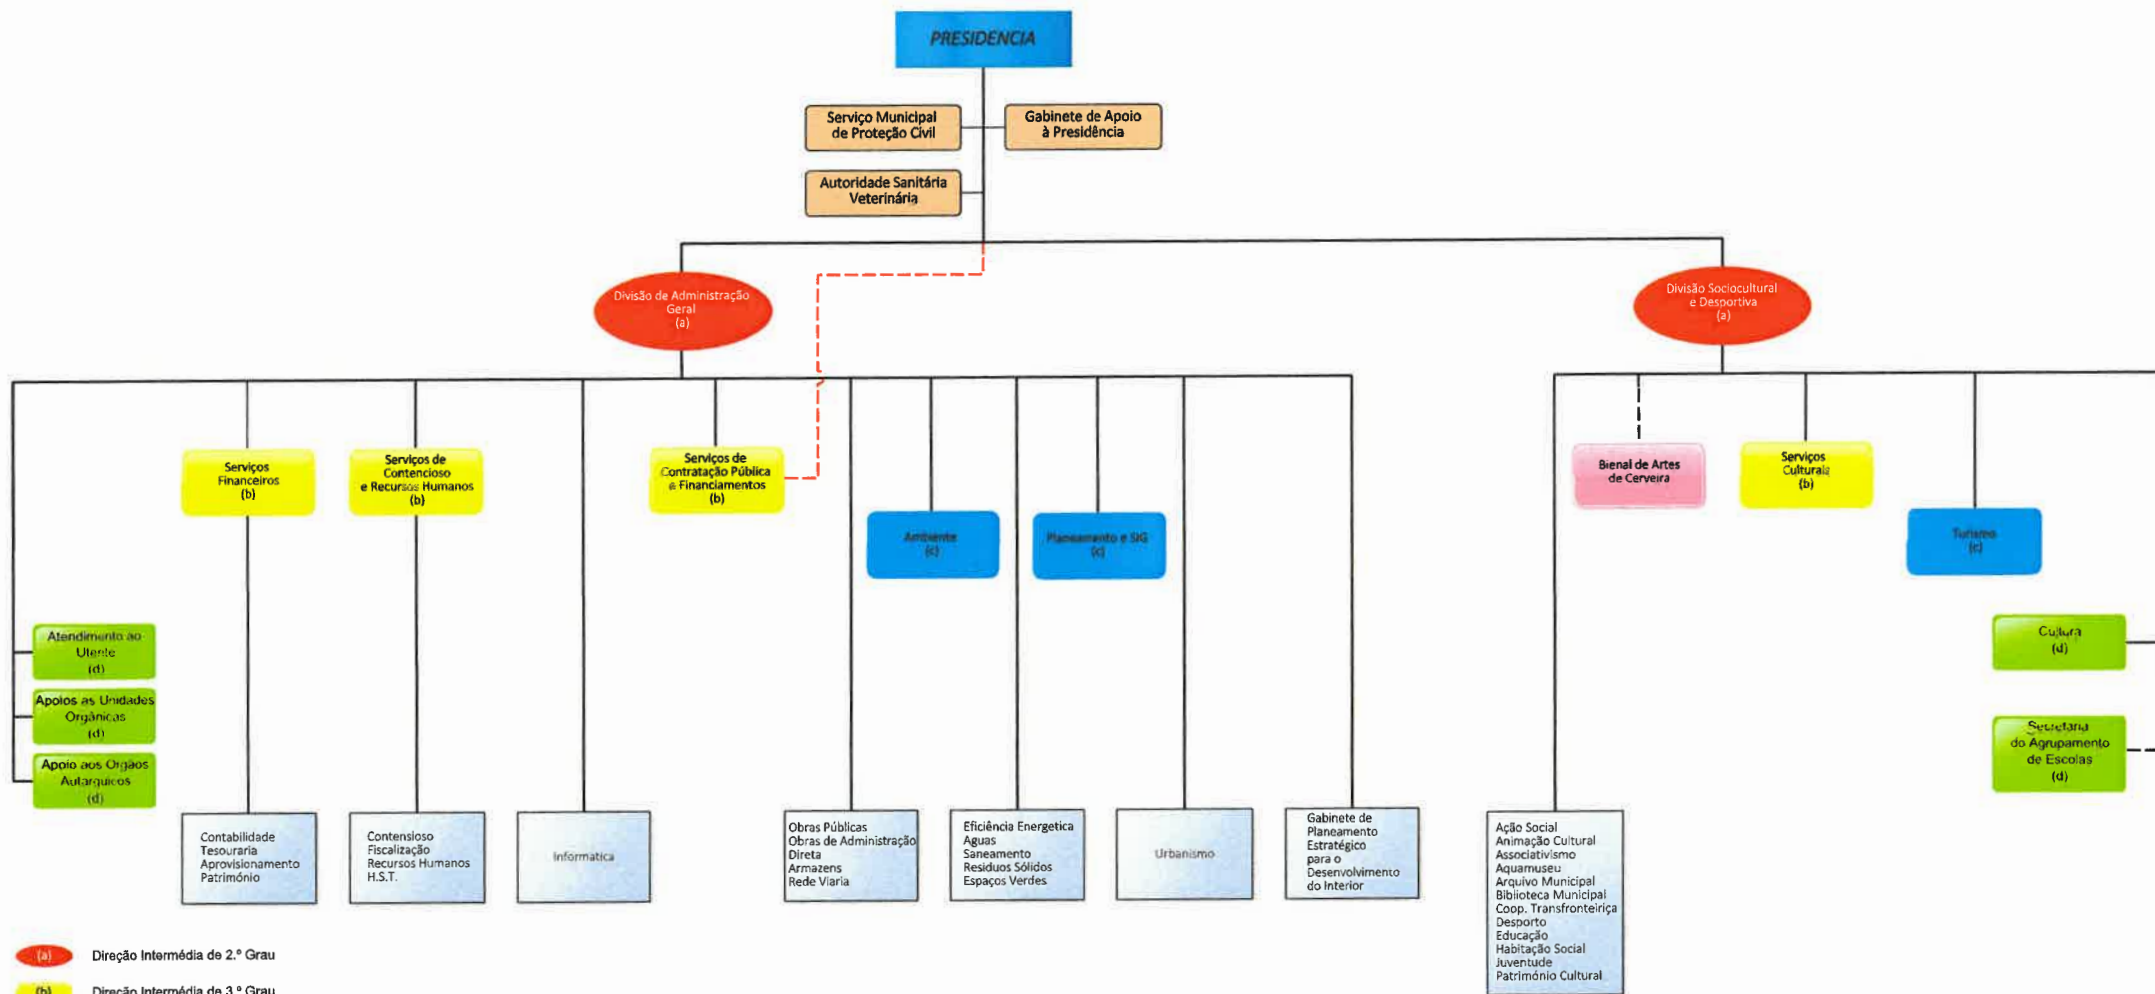 PRESIDENCIA
Serviço Municipal
de Proteção Civil
Gabinete de Apoio
à Presidência
Autoridade Sanitária
Veterinária
Divisão de Administração
Geral
(a)
Divisão Sociocultural
e Desportiva
(a)
Serviços
Financeiros
(b)
Serviços de
Contencioso
e Recursos Humanos
(b)
Serviços de
Contratação Pública
e Financiamentos
(b)
Bienal de Artes
de Cerveira
Serviços
Culturais
(b)
Ambiente
(c)
Planeamento e SIG
(c)
Turismo
(c)
Atendimento ao
Utente
(d)
Apoios as Unidades
Orgânicas
(d)
Apoio aos Orgãos
Autarquicos
(d)
Cultura
(d)
Secretaria
do Agrupamento
de Escolas
(d)
Contabilidade
Tesouraria
Aprovisionamento
Património
Contensioso
Fiscalização
Recursos Humanos
H.S.T.
Informatica
Obras Públicas
Obras de Administração
Direta
Armazens
Rede Viaria
Eficiência Energetica
Aguas
Saneamento
Residuos Sólidos
Espaços Verdes
Urbanismo
Gabinete de
Planeamento
Estratégico
para o
Desenvolvimento
do Interior
Ação Social
Animação Cultural
Associativismo
Aquamuseu
Arquivo Municipal
Biblioteca Municipal
Coop. Transfronteiriça
Desporto
Educação
Habitação Social
Juventude
Património Cultural
(a) Direção Intermédia de 2.º Grau
(b) Direção Intermédia de 3.º Grau